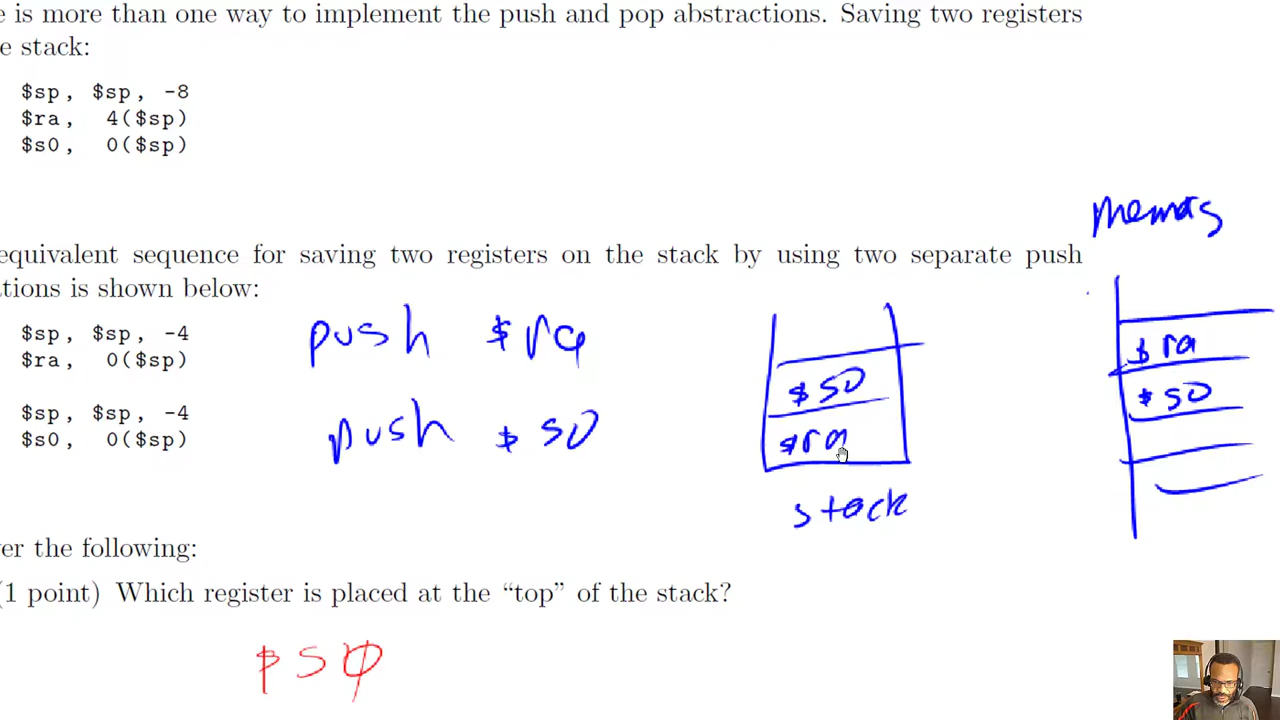 e is more than one way to implement the push and pop abstractions. Saving two registers
e stack:
$sp, $sp, -8
$ra, 4($sp)
$s0, 0($sp)
memory
equivalent sequence for saving two registers on the stack by using two separate push
tions is shown below:
$sp, $sp, -4
$ra, 0($sp)
push $ra
$sp, $sp, -4
$s0, 0($sp)
push $s0
$s0
$ra
stack
$ra
$s0
er the following:
(1 point) Which register is placed at the “top” of the stack?
$s0